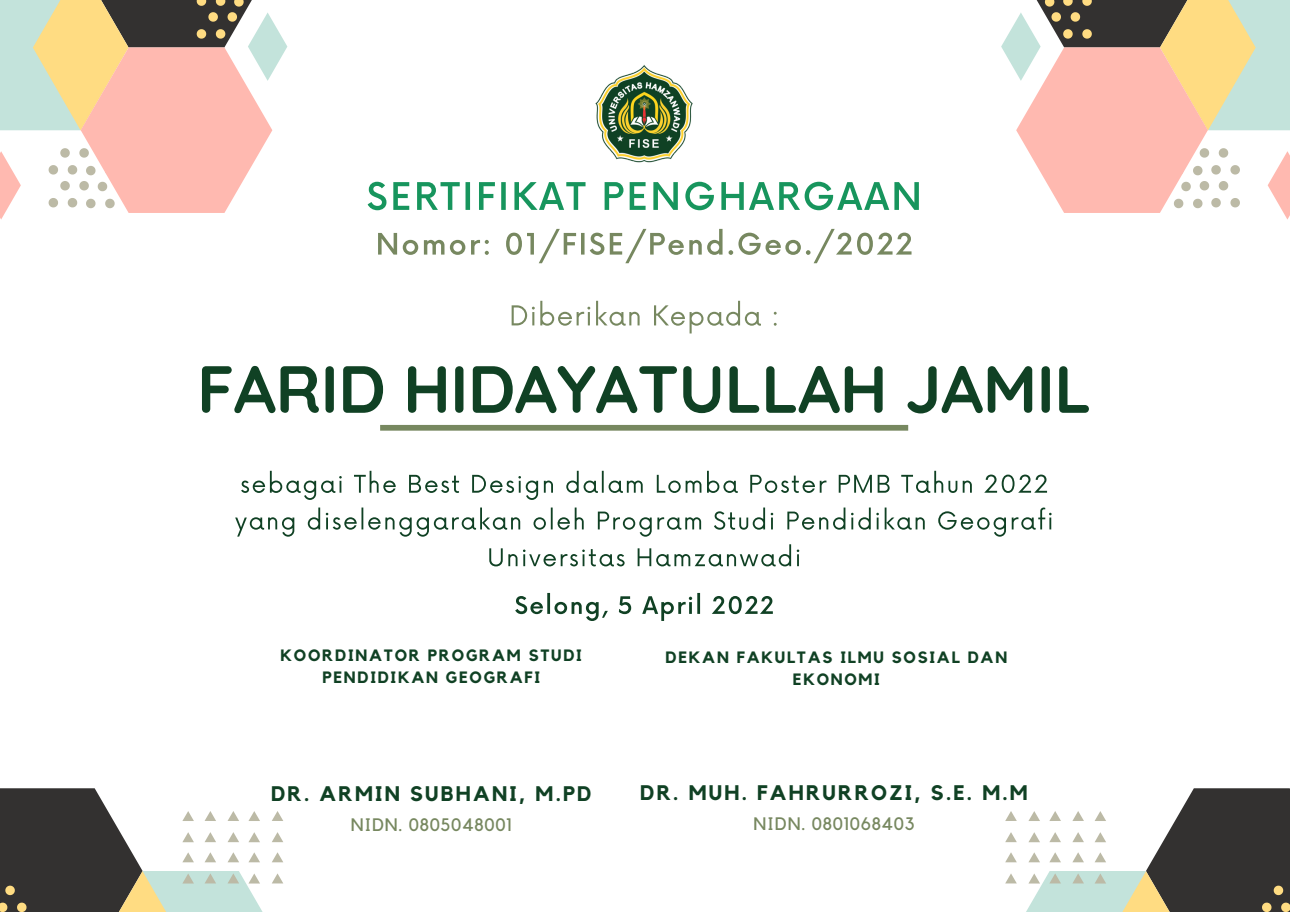 UNIVERSITAS HAMZANWADI
FISE
SERTIFIKAT PENGHARGAAN
Nomor: 01/FISE/Pend.Geo./2022
Diberikan Kepada :
FARID HIDAYATULLAH JAMIL
sebagai The Best Design dalam Lomba Poster PMB Tahun 2022
yang diselenggarakan oleh Program Studi Pendidikan Geografi
Universitas Hamzanwadi
Selong, 5 April 2022
KOORDINATOR PROGRAM STUDI
PENDIDIKAN GEOGRAFI
DR. ARMIN SUBHANI, M.PD
NIDN. 0805048001
DEKAN FAKULTAS ILMU SOSIAL DAN
EKONOMI
DR. MUH. FAHRURROZI, S.E. M.M
NIDN. 0801068403